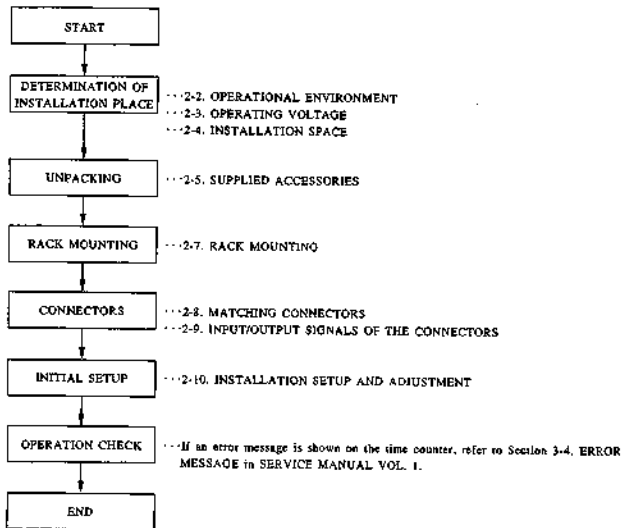 START
DETERMINATION OF
INSTALLATION PLACE
···2-2. OPERATIONAL ENVIRONMENT
···2-3. OPERATING VOLTAGE
···2-4. INSTALLATION SPACE
UNPACKING
···2-5. SUPPLIED ACCESSORIES
RACK MOUNTING
···2-7. RACK MOUNTING
CONNECTORS
···2-8. MATCHING CONNECTORS
···2-9. INPUT/OUTPUT SIGNALS OF THE CONNECTORS
INITIAL SETUP
···2-10. INSTALLATION SETUP AND ADJUSTMENT
OPERATION CHECK
···If an error message is shown on the time counter, refer to Section 3-4, ERROR
MESSAGE in SERVICE MANUAL VOL. 1.
END